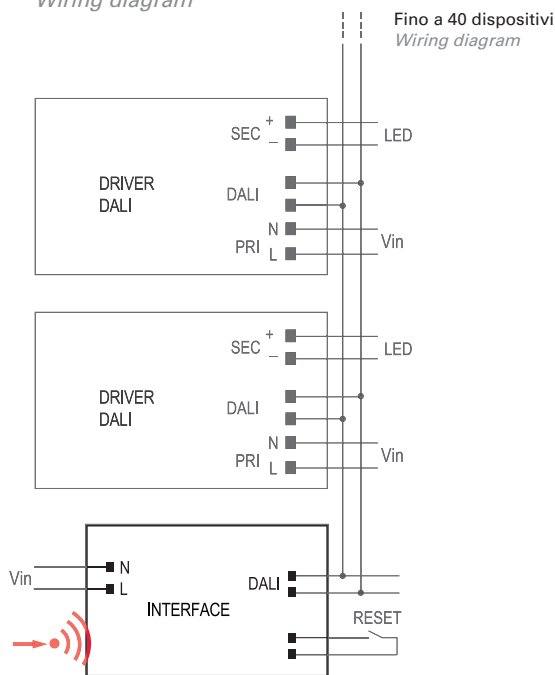 Wiring diagram
Fino a 40 dispositivi
Wiring diagram
SEC + –
LED
DRIVER
DALI
DALI
N
PRI L
Vin
SEC + –
LED
DRIVER
DALI
DALI
N
PRI L
Vin
Vin
N
L
DALI
INTERFACE
RESET